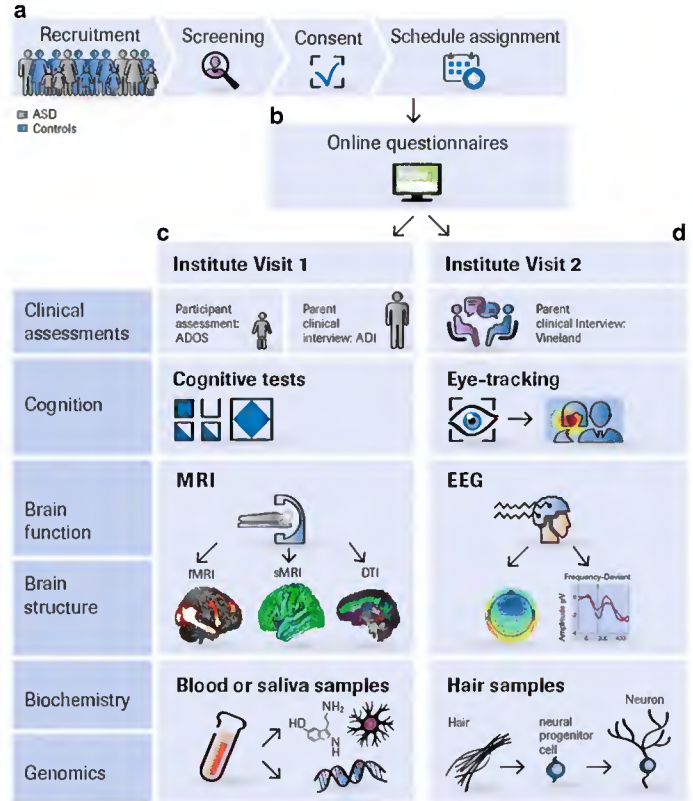 a
Recruitment
Screening
Consent
Schedule assignment
ASD
Controls
b
Online questionnaires
c
d
Institute Visit 1
Institute Visit 2
Clinical
assessments
Participant
assessment:
ADOS
Parent
clinical
interview: ADI
Parent
clinical Interview:
Vineland
Cognition
Cognitive tests
Eye-tracking
Brain
function
MRI
EEG
Brain
structure
fMRI
sMRI
DTI
Frequency-Deviant
Amplitude μV
Biochemistry
Genomics
Blood or saliva samples
NH₂
HO
N
H
Hair samples
Hair
neural
progenitor
cell
Neuron